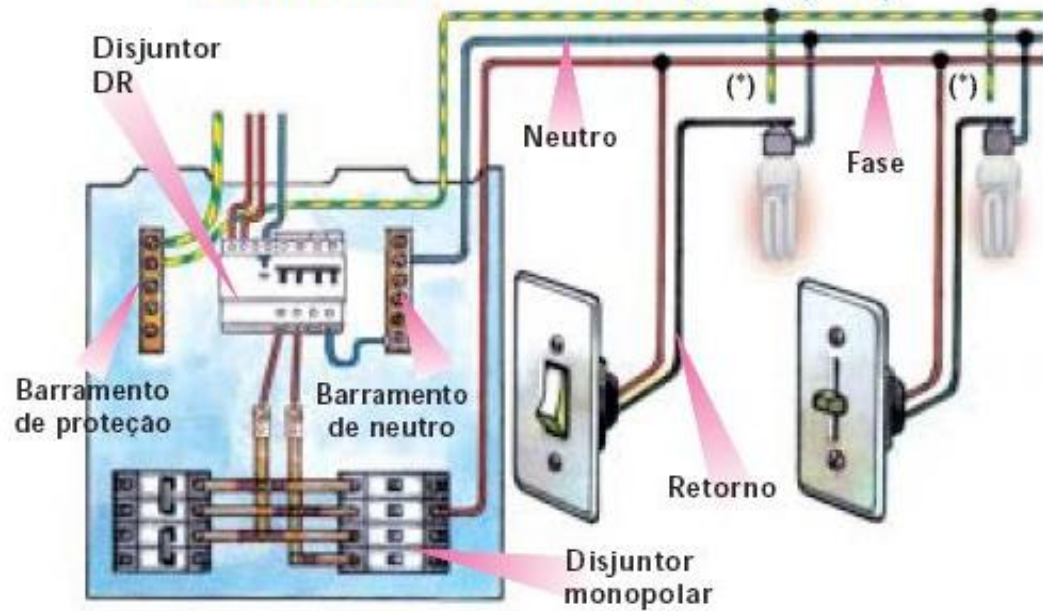 Disjuntor
DR
(*)
(*)
Neutro
Fase
Barramento
de proteção
Barramento
de neutro
Retorno
Disjuntor
monopolar